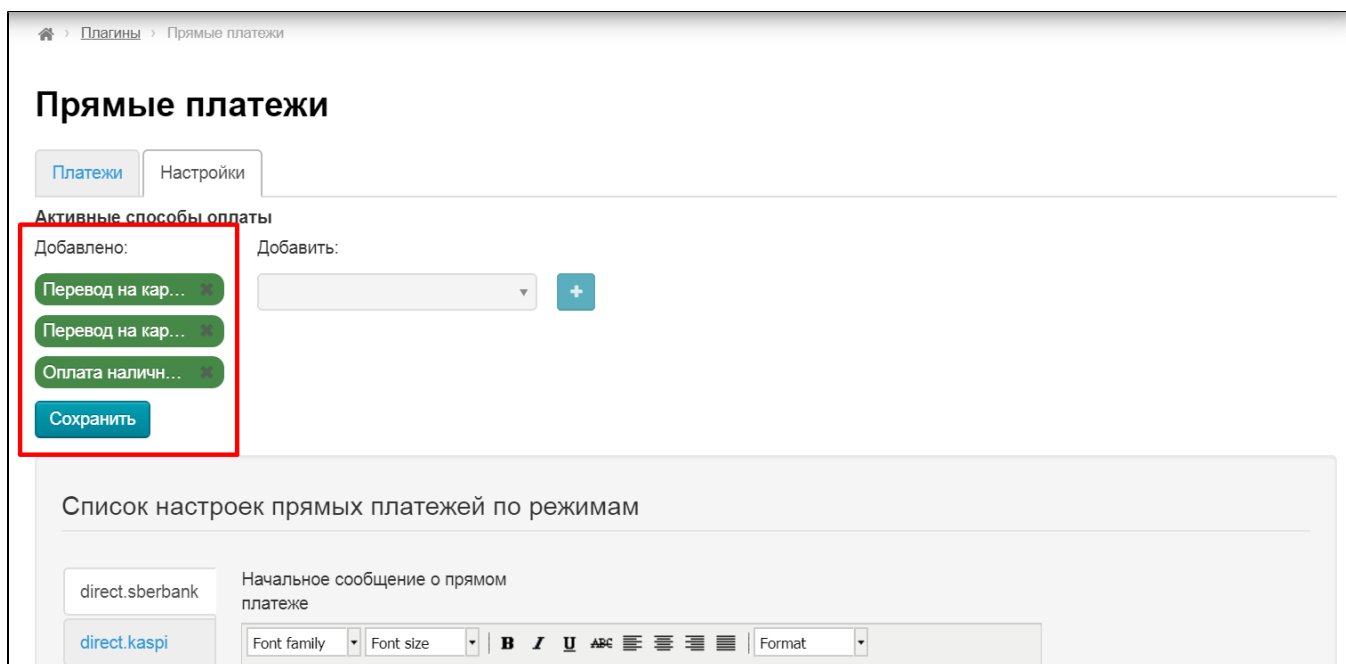 Плагины › Прямые платежи
Прямые платежи
Платежи Настройки
Активные способы оплаты
Добавлено: Добавить:
Перевод на кар...
Перевод на кар...
Оплата наличн...
Сохранить
Список настроек прямых платежей по режимам
direct.sberbank
Начальное сообщение о прямом
платеже
direct.kaspi
Font family Font size B I U ABC Format